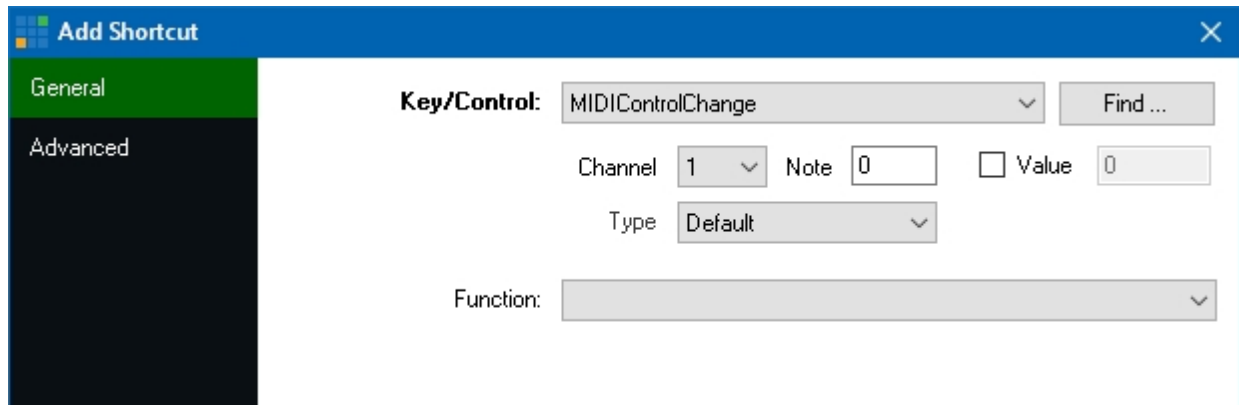 Add Shortcut
General
Key/Control: MIDIControlChange Find ...
Advanced
Channel 1 Note 0 Value 0
Type Default
Function: